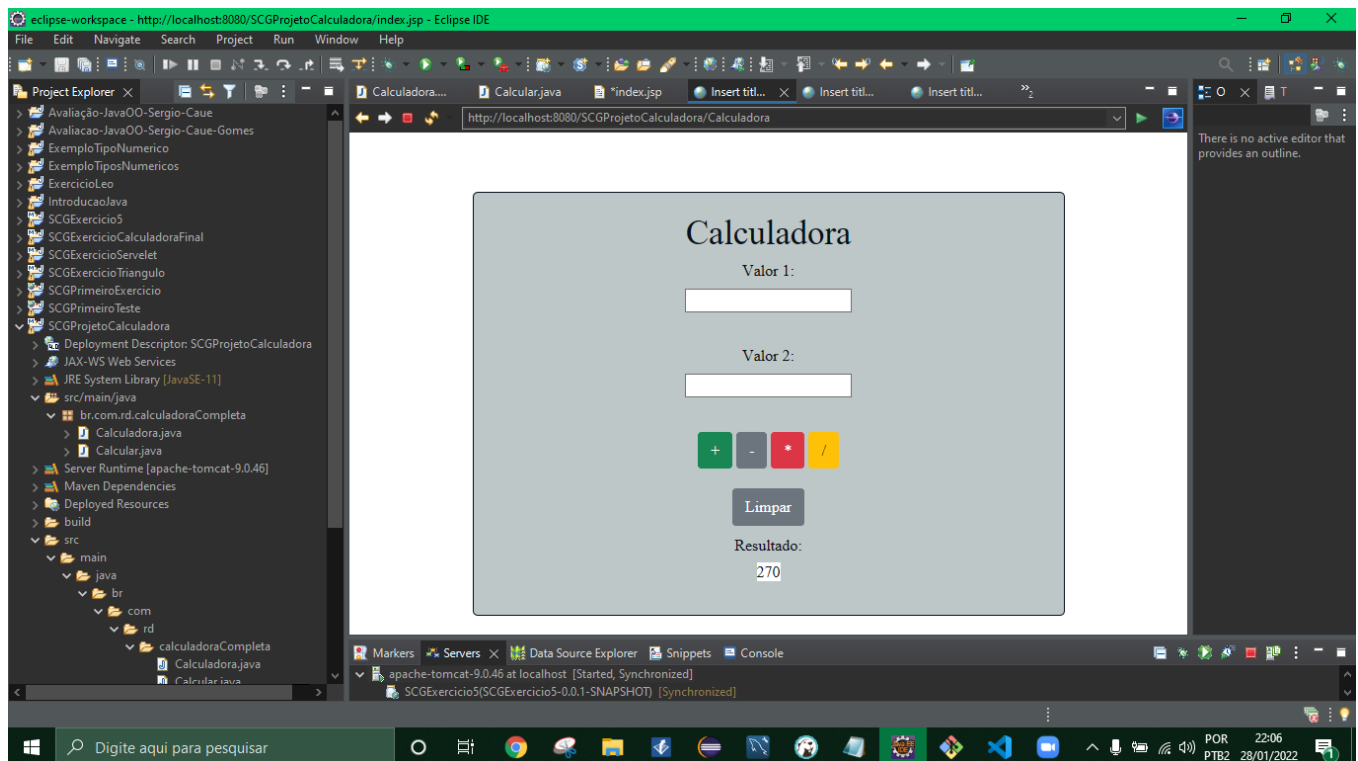 eclipse-workspace - http://localhost:8080/SCGProjetoCalculadora/index.jsp - Eclipse IDE
File Edit Navigate Search Project Run Window Help
Project Explorer
Calculadora....
Calcular.java
*index.jsp
Insert titl...
Insert titl...
Insert titl...
»2
O
T
http://localhost:8080/SCGProjetoCalculadora/Calculadora
There is no active editor that
provides an outline.
Avaliação-JavaOO-Sergio-Caue
Avaliacao-JavaOO-Sergio-Caue-Gomes
ExemploTipoNumerico
ExemploTiposNumericos
ExercicioLeo
IntroducaoJava
SCGExercicio5
SCGExercicioCalculadoraFinal
SCGExercicioServelet
SCGExercicioTriangulo
SCGPrimeiroExercicio
SCGPrimeiroTeste
SCGProjetoCalculadora
Deployment Descriptor: SCGProjetoCalculadora
JAX-WS Web Services
JRE System Library [JavaSE-11]
src/main/java
br.com.rd.calculadoraCompleta
Calculadora.java
Calcular.java
Server Runtime [apache-tomcat-9.0.46]
Maven Dependencies
Deployed Resources
build
src
main
java
br
com
rd
calculadoraCompleta
Calculadora.java
Calcular.java
Calculadora
Valor 1:
Valor 2:
+ - * /
Limpar
Resultado:
270
Markers Servers Data Source Explorer Snippets Console
apache-tomcat-9.0.46 at localhost [Started, Synchronized]
SCGExercicio5(SCGExercicio5-0.0.1-SNAPSHOT) [Synchronized]
Digite aqui para pesquisar
POR
PTB2
22:06
28/01/2022